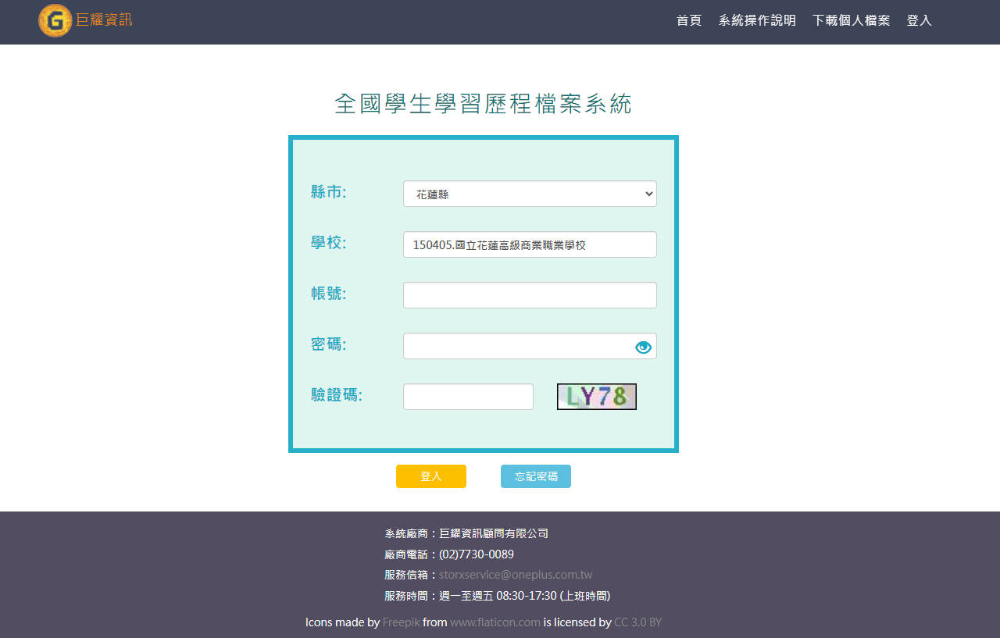 巨耀資訊 首頁 系統操作說明 下載個人檔案 登入
全國學生學習歷程檔案系統
縣市: 花蓮縣
學校: 150405.國立花蓮高級商業職業學校
帳號:
密碼:
驗證碼: LY78
登入 忘記密碼
系統廠商：巨耀資訊顧問有限公司
廠商電話：(02)7730-0089
服務信箱：storxservice@oneplus.com.tw
服務時間：週一至週五 08:30-17:30 (上班時間)
Icons made by Freepik from www.flaticon.com is licensed by CC 3.0 BY